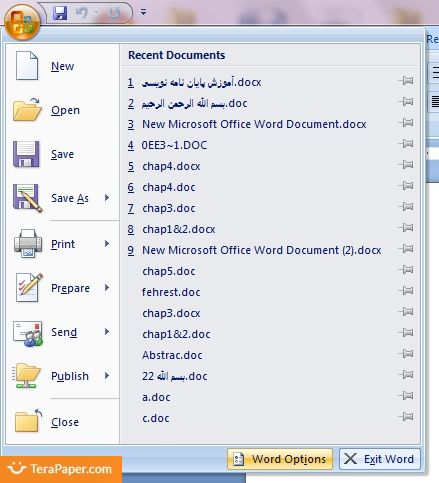 Re
New
Open
Save
Save As
Print
Prepare
Send
Publish
Close
Recent Documents
1 آموزش پایان نامه نویسی.docx
2 بسم الله الرحمن الرحیم.doc
3 New Microsoft Office Word Document.docx
4 0EE3~1.DOC
5 chap4.docx
6 chap4.doc
7 chap3.doc
8 chap1&2.docx
9 New Microsoft Office Word Document (2).docx
chap5.doc
fehrest.doc
chap3.docx
chap1&2.doc
Abstrac.doc
بسم الله 22.doc
a.doc
c.doc
Word Options
Exit Word
TeraPaper.com